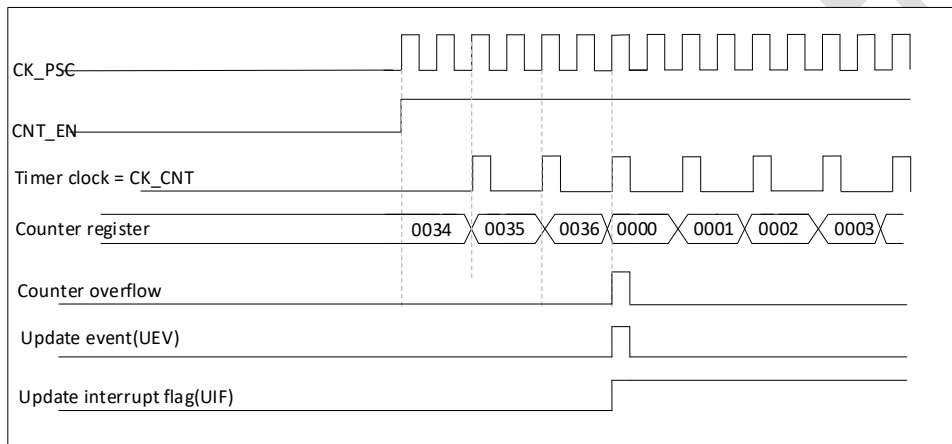 CK_PSC
CNT_EN
Timer clock = CK_CNT
Counter register 0034 0035 0036 0000 0001 0002 0003
Counter overflow
Update event(UEV)
Update interrupt flag(UIF)